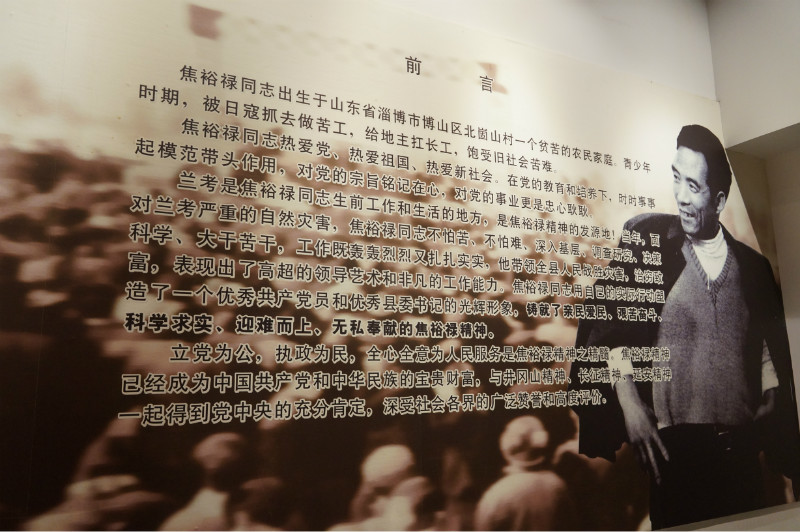 前言
焦裕禄同志出生于山东省淄博市博山区北崮山村一个贫苦的农民家庭。青少年
时期，被日寇抓去做苦工，给地主扛长工，饱受旧社会苦难。
焦裕禄同志热爱党、热爱祖国、热爱新社会。在党的教育和培养下，时时事事
起模范带头作用，对党的宗旨铭记在心，对党的事业更是忠心耿耿。
兰考是焦裕禄同志生前工作和生活的地方，是焦裕禄精神的发源地！当年，面
对兰考严重的自然灾害，焦裕禄同志不怕苦、不怕难，深入基层，调查研究，决策
科学、大干苦干，工作既轰轰烈烈又扎扎实实，他带领全县人民战胜灾害，治穷致
富，表现出了高超的领导艺术和非凡的工作能力。焦裕禄同志用自己的实际行动塑
造了一个优秀共产党员和优秀县委书记的光辉形象，铸就了亲民爱民、艰苦奋斗、
科学求实、迎难而上、无私奉献的焦裕禄精神。
立党为公，执政为民，全心全意为人民服务是焦裕禄精神之精髓。焦裕禄精神
已经成为中国共产党和中华民族的宝贵财富，与井冈山精神、长征精神、延安精神
一起得到党中央的充分肯定，深受社会各界的广泛赞誉和高度评价。